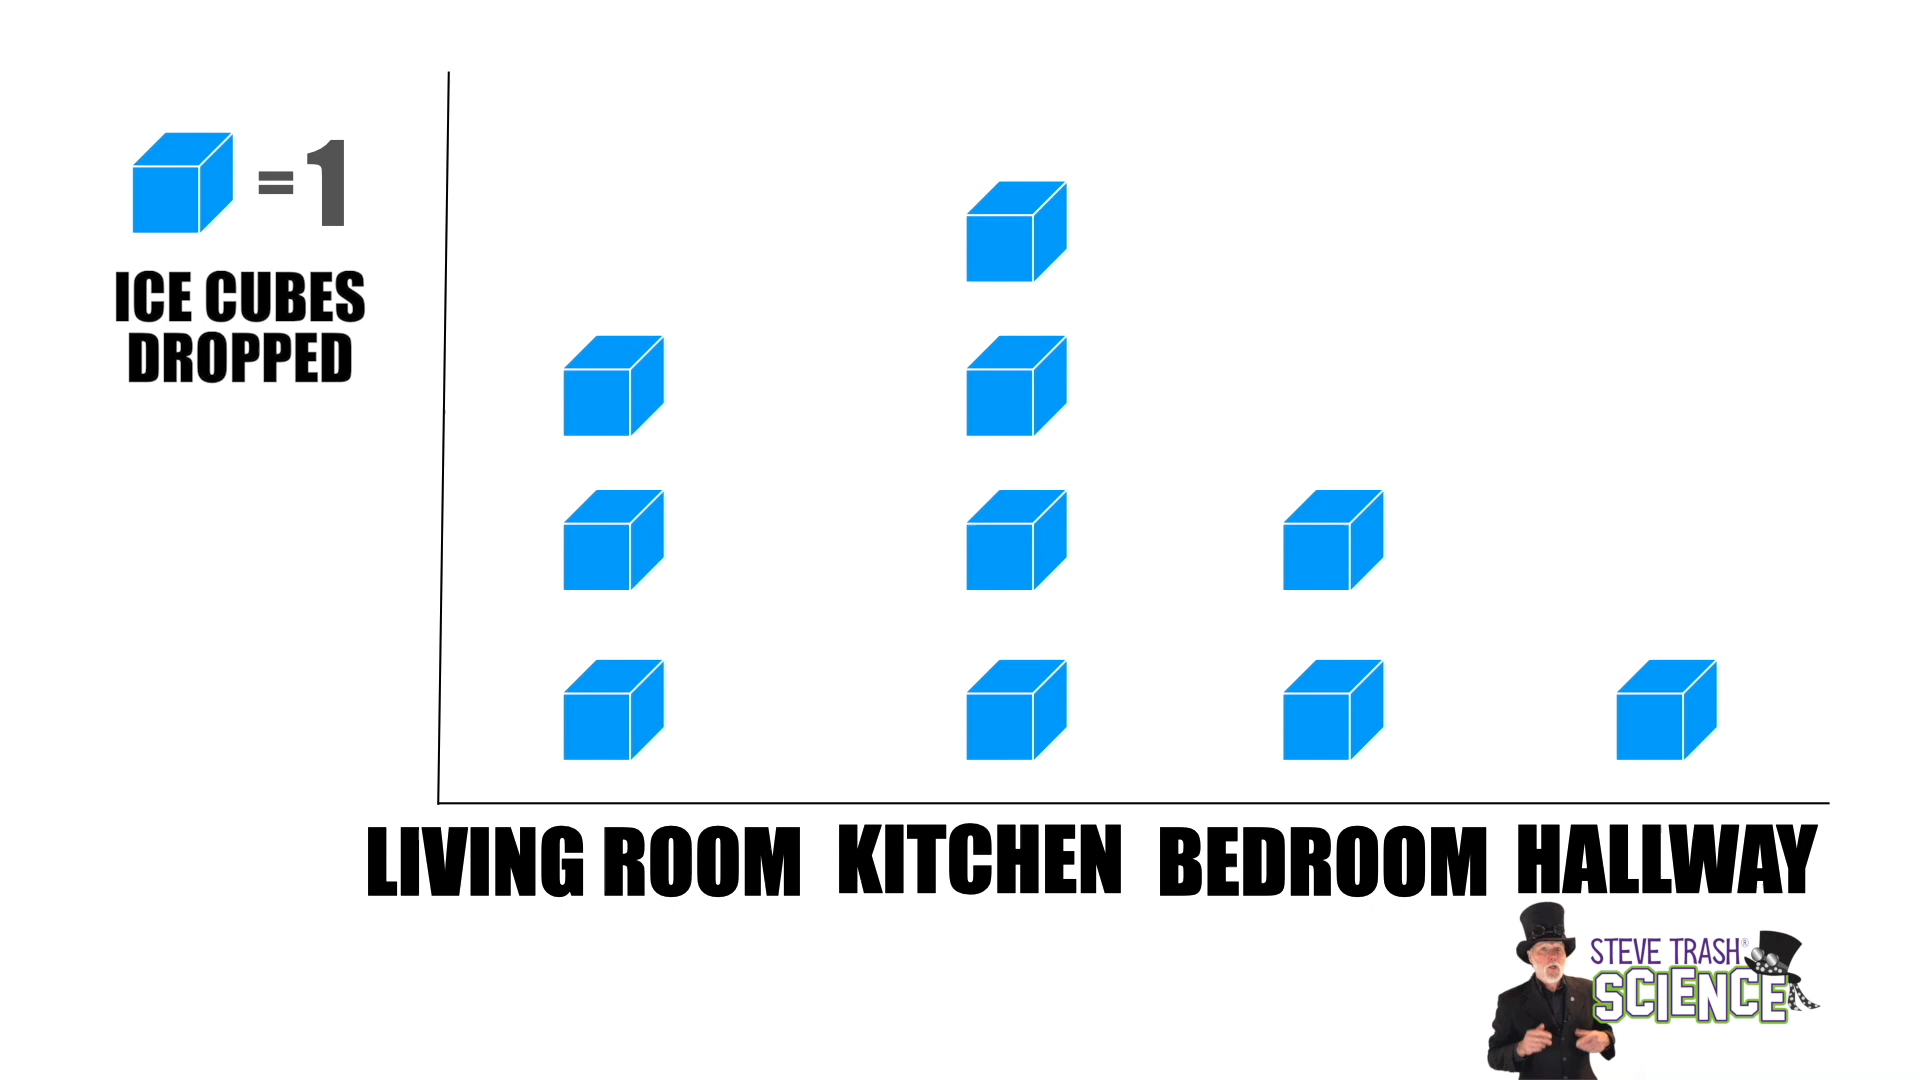 =1
ICE CUBES
DROPPED
LIVING ROOM KITCHEN BEDROOM HALLWAY
STEVE TRASH®
SCIENCE